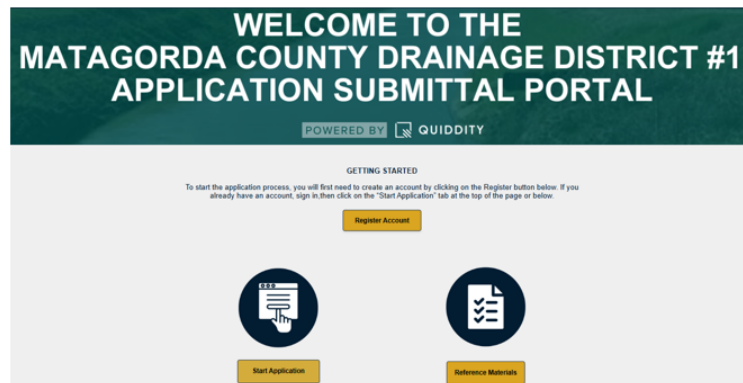 WELCOME TO THE
MATAGORDA COUNTY DRAINAGE DISTRICT #1
APPLICATION SUBMITTAL PORTAL
POWERED BY QUIDDITY
GETTING STARTED
To start the application process, you will first need to create an account by clicking on the Register button below. If you
already have an account, sign in,then click on the "Start Application" tab at the top of the page or below.
Register Account
Start Application
Reference Materials